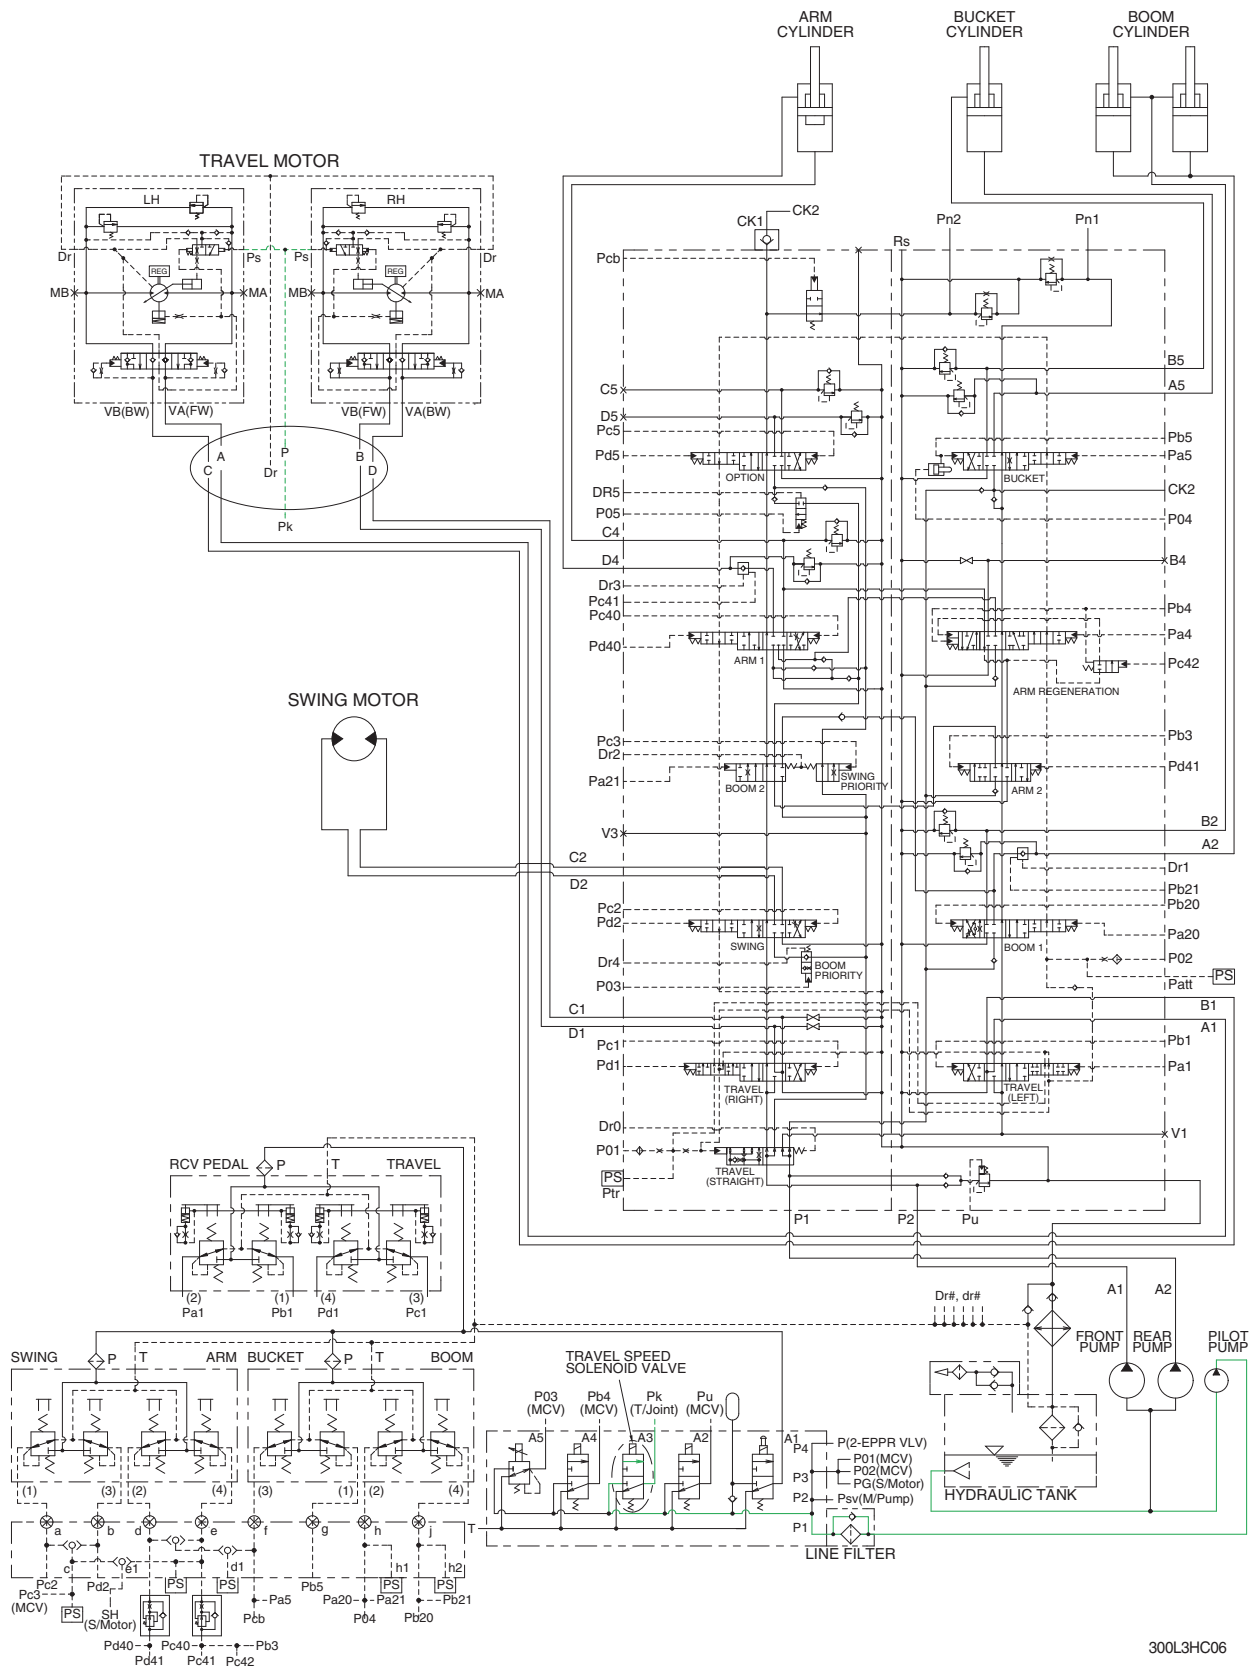 ARM
CYLINDER
BUCKET
CYLINDER
BOOM
CYLINDER
TRAVEL MOTOR
LH
RH
REG
REG
Dr
Ps
Ps
Dr
MB
MA
MB
MA
VB(BW)
VA(FW)
VB(FW)
VA(BW)
C
A
P
B
D
Dr
Pk
CK1
CK2
Pn2
Pn1
Rs
Pcb
C5
D5
Pc5
Pd5
OPTION
DR5
P05
C4
D4
Dr3
Pc41
Pc40
Pd40
ARM 1
Pc3
Dr2
Pa21
BOOM 2
SWING
PRIORITY
V3
C2
D2
Pc2
Pd2
SWING
Dr4
BOOM
PRIORITY
P03
C1
D1
Pc1
Pd1
TRAVEL
(RIGHT)
Dr0
P01
TRAVEL
(STRAIGHT)
PS
Ptr
P1
P2
Pu
B5
A5
Pb5
Pa5
BUCKET
CK2
P04
B4
Pb4
Pa4
Pc42
ARM REGENERATION
Pb3
Pd41
ARM 2
B2
A2
Dr1
Pb21
Pb20
BOOM 1
Pa20
P02
PS
Patt
B1
A1
Pb1
Pa1
TRAVEL
(LEFT)
V1
SWING MOTOR
RCV PEDAL
P
T
TRAVEL
(2)
(1)
(4)
(3)
Pa1
Pb1
Pd1
Pc1
SWING
P
T
ARM
BUCKET
P
T
BOOM
(1)
(3)
(2)
(4)
(3)
(1)
(2)
(4)
a
b
d
e
f
g
h
j
c
e1
d1
h1
h2
Pc2
Pd2
PS
PS
Pb5
PS
PS
Pc3
(MCV)
PS
SH
(S/Motor)
Pa5
Pcb
Pa20
Pa21
P04
Pb21
Pb20
Pd40
Pd41
Pc40
Pc41
Pb3
Pc42
TRAVEL SPEED
SOLENOID VALVE
P03
(MCV)
Pb4
(MCV)
Pk
(T/Joint)
Pu
(MCV)
A5
A4
A3
A2
A1
T
P4
P(2-EPPR VLV)
P01(MCV)
P3
P02(MCV)
PG(S/Motor)
P2
Psv(M/Pump)
P1
LINE FILTER
Dr#, dr#
A1
A2
FRONT
PUMP
REAR
PUMP
PILOT
PUMP
HYDRAULIC TANK
300L3HC06